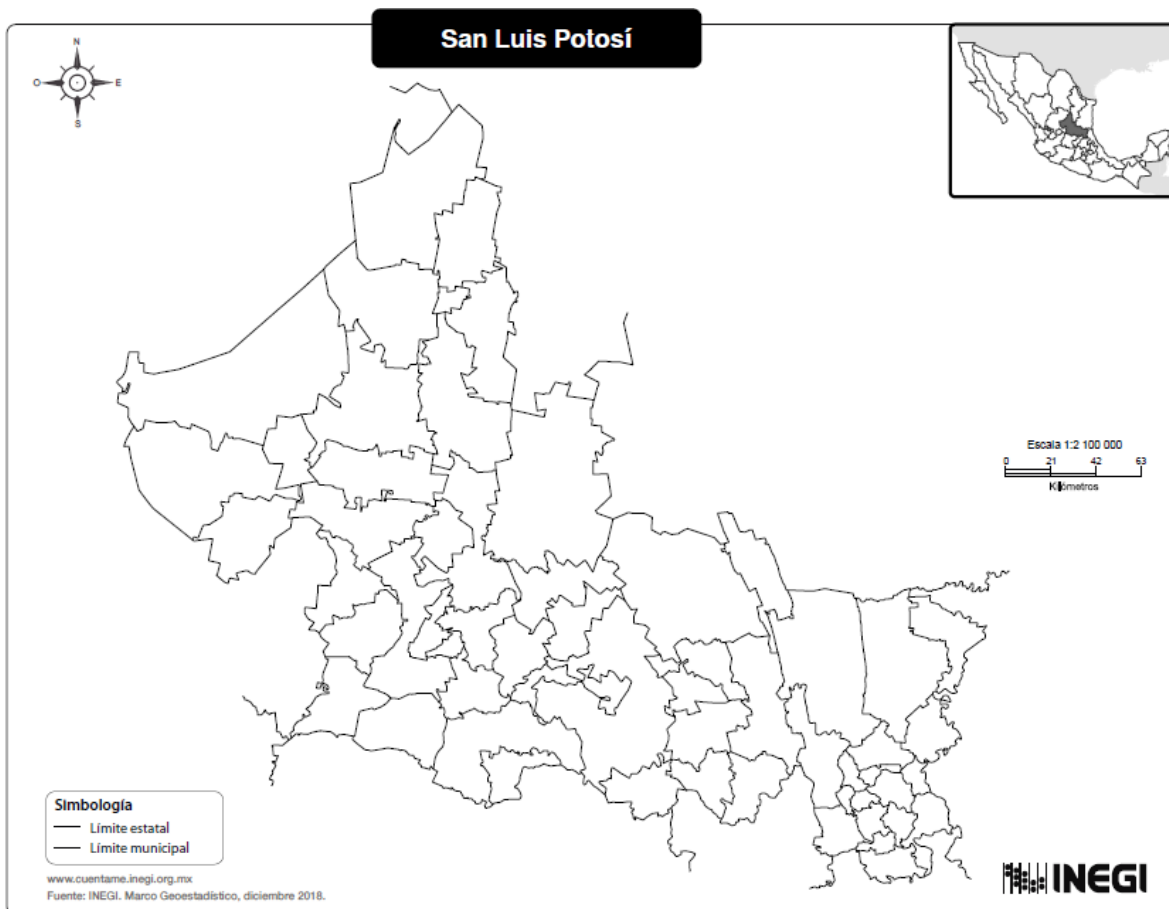 San Luis Potosí
N
O
E
S
Escala 1:2 100 000
0 21 42 63
Kilómetros
Simbología
Límite estatal
Límite municipal
www.cuentame.inegi.org.mx
Fuente: INEGI. Marco Geoestadístico, diciembre 2018.
INEGI